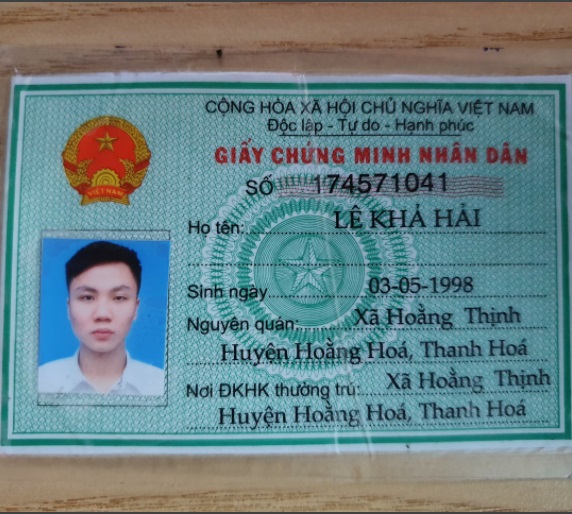 CỘNG HÒA XÃ HỘI CHỦ NGHĨA VIỆT NAM
Độc lập - Tự do - Hạnh phúc
GIẤY CHỨNG MINH NHÂN DÂN
SỐ 174571041
VIỆT NAM
Họ tên: LÊ KHẢ HẢI
Sinh ngày 03-05-1998
Nguyên quán: Xã Hoằng Thịnh
Huyện Hoằng Hoá, Thanh Hoá
Nơi ĐKHK thường trú: Xã Hoằng Thịnh
Huyện Hoằng Hoá, Thanh Hoá